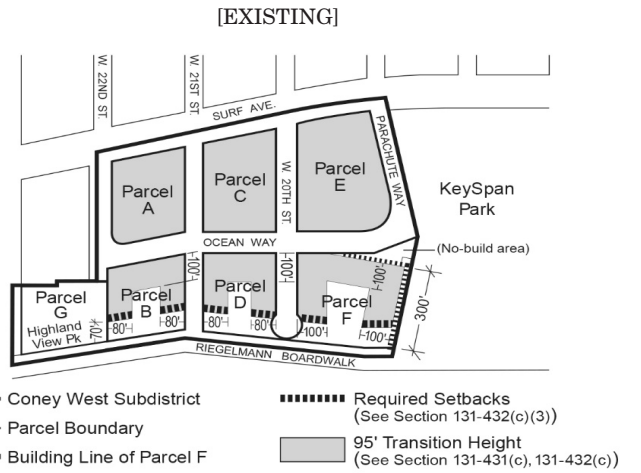 [EXISTING]
W. 22ND ST.
W. 21ST ST.
SURF AVE.
PARACHUTE WAY
Parcel
A
Parcel
C
W. 20TH ST.
Parcel
E
KeySpan
Park
OCEAN WAY
(No-build area)
100'
100'
100'
Parcel
G
Highland
View Pk
70'
Parcel
B
80'
80'
Parcel
D
80'
80'
Parcel
F
100'
100'
300'
RIEGELMANN BOARDWALK
Coney West Subdistrict
Parcel Boundary
Building Line of Parcel F
Required Setbacks
(See Section 131-432(c)(3))
95' Transition Height
(See Section 131-431(c), 131-432(c))